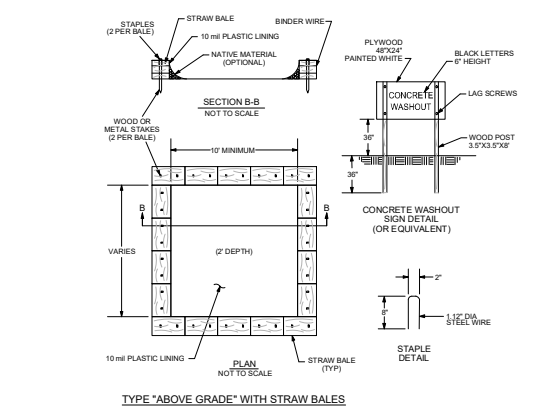 STAPLES
(2 PER BALE)
STRAW BALE
10 mil PLASTIC LINING
NATIVE MATERIAL
(OPTIONAL)
BINDER WIRE
SECTION B-B
NOT TO SCALE
WOOD OR
METAL STAKES
(2 PER BALE)
PLYWOOD
48"X24"
PAINTED WHITE
BLACK LETTERS
6" HEIGHT
CONCRETE
WASHOUT
LAG SCREWS
WOOD POST
3.5"X3.5"X8'
36"
36"
CONCRETE WASHOUT
SIGN DETAIL
(OR EQUIVALENT)
10' MINIMUM
B
B
VARIES
(2' DEPTH)
10 mil PLASTIC LINING
PLAN
NOT TO SCALE
STRAW BALE
(TYP)
2"
8"
1.12" DIA
STEEL WIRE
STAPLE
DETAIL
TYPE "ABOVE GRADE" WITH STRAW BALES